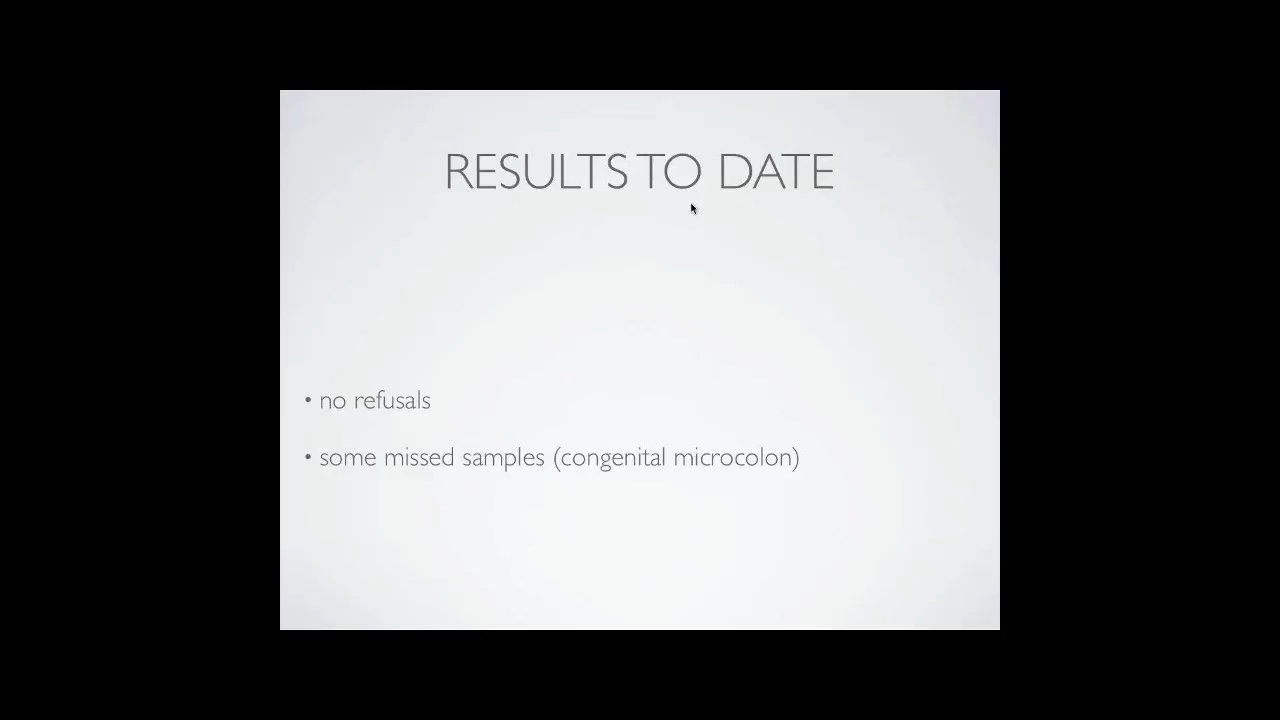 RESULTS TO DATE
• no refusals
• some missed samples (congenital microcolon)